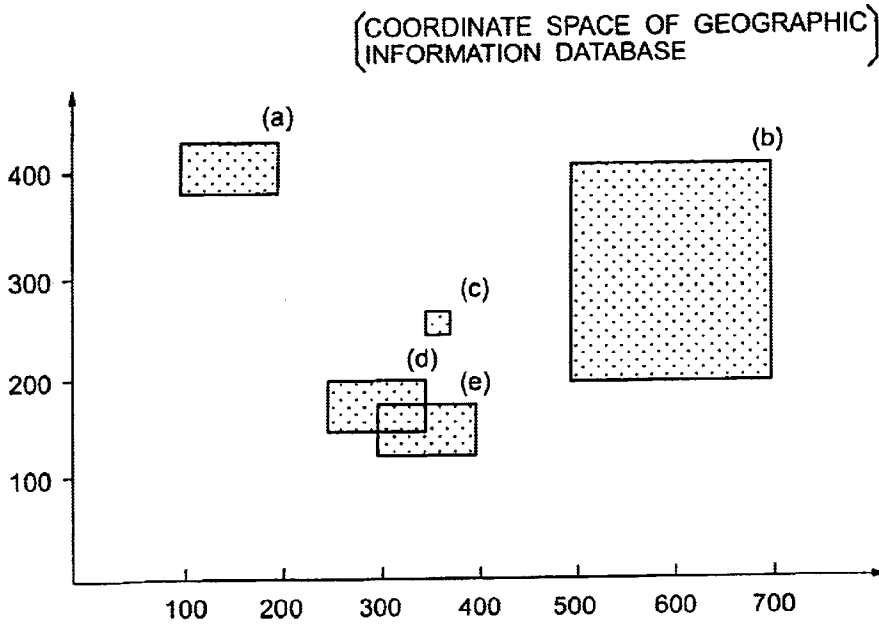 COORDINATE SPACE OF GEOGRAPHIC
INFORMATION DATABASE
(a)
(b)
400
300
(c)
(d)
200
(e)
100
100 200 300 400 500 600 700